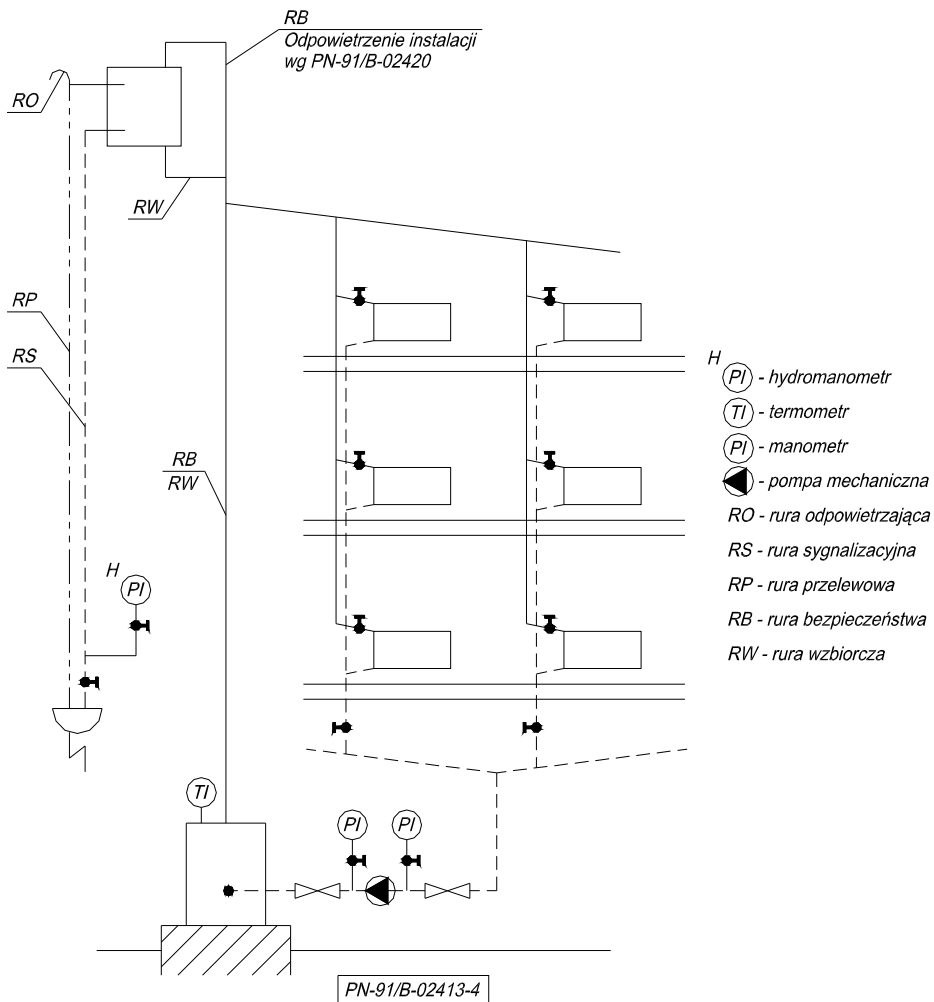 RB
Odpowietrzenie instalacji
wg PN-91/B-02420
RO
RW
RP
RS
RB
RW
H
PI
TI
PI
PI
H
PI - hydromanometr
TI - termometr
PI - manometr
- pompa mechaniczna
RO - rura odpowietrzająca
RS - rura sygnalizacyjna
RP - rura przelewowa
RB - rura bezpieczeństwa
RW - rura wzbiorcza
PN-91/B-02413-4